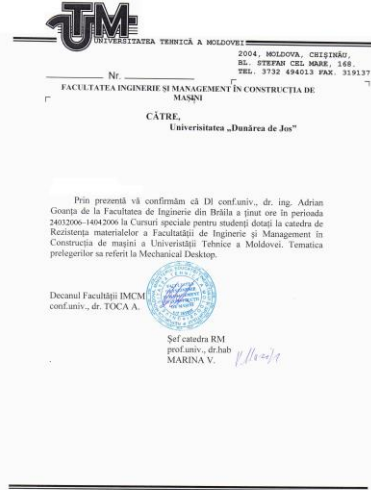 UTM
UNIVERSITATEA TEHNICĂ A MOLDOVEI
2004, MOLDOVA, CHIŞINĂU,
BL. STEFAN CEL MARE, 168.
TEL. 3732 494013 FAX. 319137
Nr.
FACULTATEA INGINERIE ŞI MANAGEMENT ÎN CONSTRUCŢIA DE
MAŞINI
CĂTRE,
Univerisitatea „Dunărea de Jos”
Prin prezentă vă confirmăm că Dl conf.univ., dr. ing. Adrian
Goanţa de la Facultatea de Inginerie din Brăila a ţinut ore în perioada
24032006–14042006 la Cursuri speciale pentru studenţi dotaţi la catedra de
Rezistenţa materialelor a Facultatăţii de Inginerie şi Management în
Construcţia de maşini a Univeristăţii Tehnice a Moldovei. Tematica
prelegerilor sa referit la Mechanical Desktop.
Decanul Facultăţii IMCM
conf.univ., dr. TOCA A.
Şef catedra RM
prof.univ., dr.hab
MARINA V.